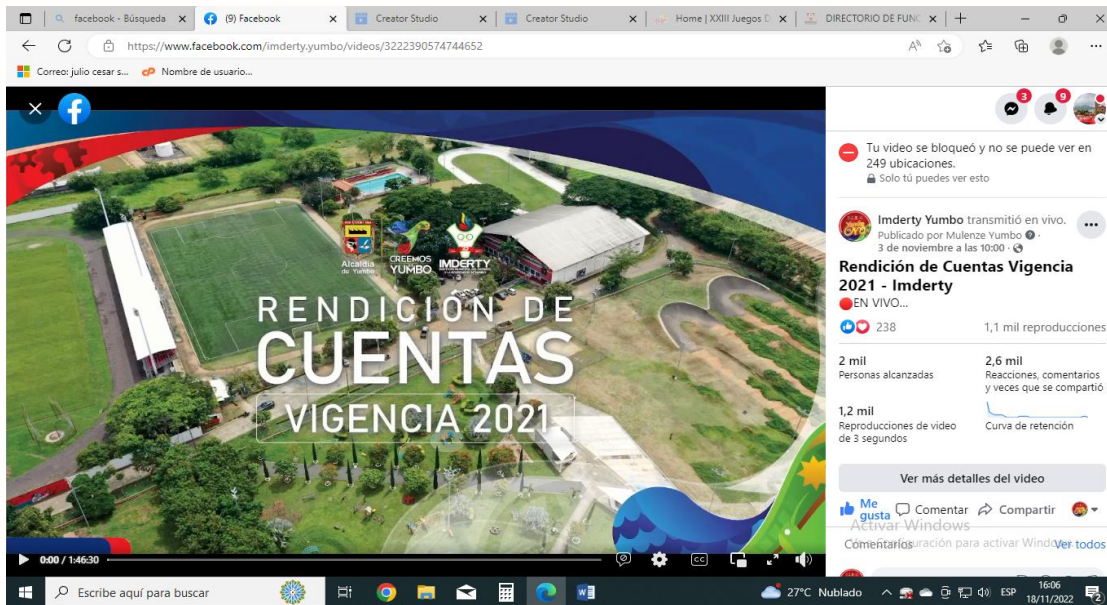 facebook - Búsqueda
(9) Facebook
Creator Studio
Creator Studio
Home | XXIII Juegos D
DIRECTORIO DE FUNC
https://www.facebook.com/imderty.yumbo/videos/3222390574744652
Correo: julio cesar s...
Nombre de usuario...
3
9
Tu video se bloqueó y no se puede ver en
249 ubicaciones.
Solo tú puedes ver esto
Imderty Yumbo transmitió en vivo.
Publicado por Mulenze Yumbo
3 de noviembre a las 10:00
Rendición de Cuentas Vigencia
2021 - Imderty
EN VIVO...
238
1,1 mil reproducciones
2 mil
Personas alcanzadas
2,6 mil
Reacciones, comentarios
y veces que se compartió
1,2 mil
Reproducciones de video
de 3 segundos
Curva de retención
Ver más detalles del video
Me gusta
Comentar
Compartir
Activar Windows
Comentarios
Ver todos
Alcaldía
de Yumbo
CREEMOS
YUMBO
IMDERTY
RENDICIÓN DE
CUENTAS
VIGENCIA 2021
0:00 / 1:46:30
CC
Escribe aquí para buscar
27°C Nublado
ESP
16:06
18/11/2022
2